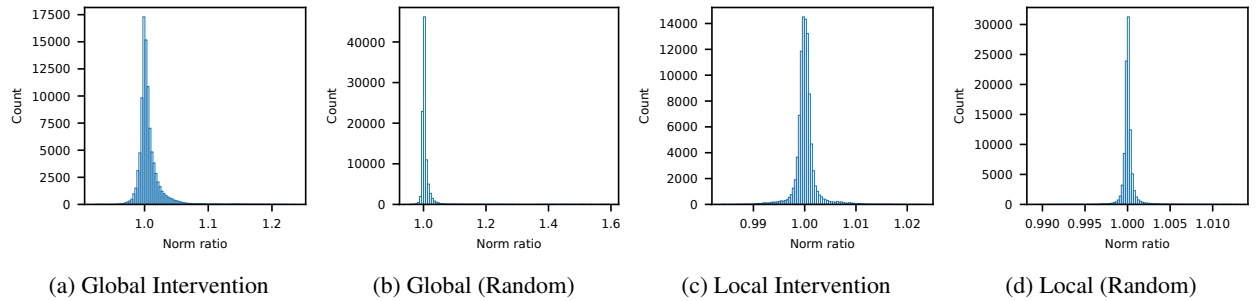 17500
15000
12500
10000
7500
5000
2500
0
Count
1.0 1.1 1.2
Norm ratio
(a) Global Intervention
40000
30000
20000
10000
0
Count
1.0 1.2 1.4 1.6
Norm ratio
(b) Global (Random)
14000
12000
10000
8000
6000
4000
2000
0
Count
0.99 1.00 1.01 1.02
Norm ratio
(c) Local Intervention
30000
25000
20000
15000
10000
5000
0
Count
0.990 0.995 1.000 1.005 1.010
Norm ratio
(d) Local (Random)